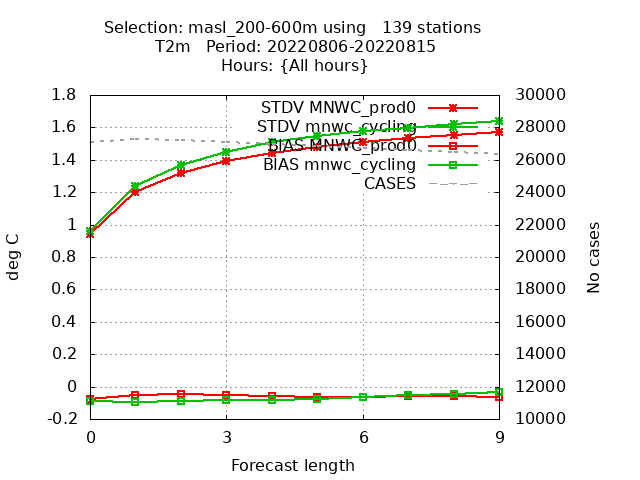 Selection: masl_200-600m using   139 stations
T2m   Period: 20220806-20220815
Hours: {All hours}
1.8
1.6
1.4
1.2
1
0.8
0.6
0.4
0.2
0
-0.2
deg C
STDV MNWC_prod0
STDV mnwc_cycling
BIAS MNWC_prod0
BIAS mnwc_cycling
CASES
30000
28000
26000
24000
22000
20000
18000
16000
14000
12000
10000
No cases
0
3
6
9
Forecast length